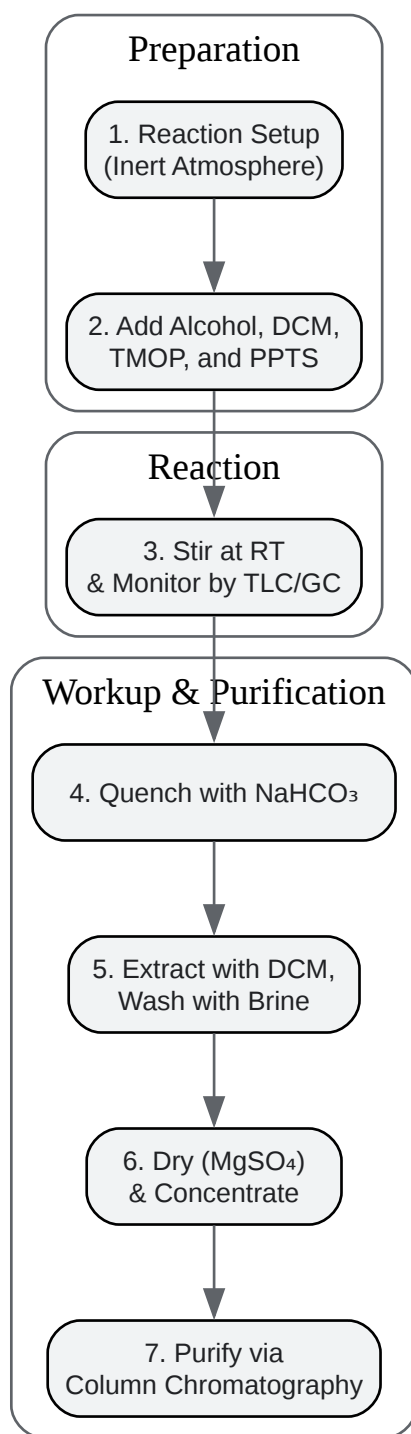 Preparation
1. Reaction Setup
(Inert Atmosphere)
2. Add Alcohol, DCM,
TMOP, and PPTS
Reaction
3. Stir at RT
& Monitor by TLC/GC
Workup & Purification
4. Quench with NaHCO₃
5. Extract with DCM,
Wash with Brine
6. Dry (MgSO₄)
& Concentrate
7. Purify via
Column Chromatography